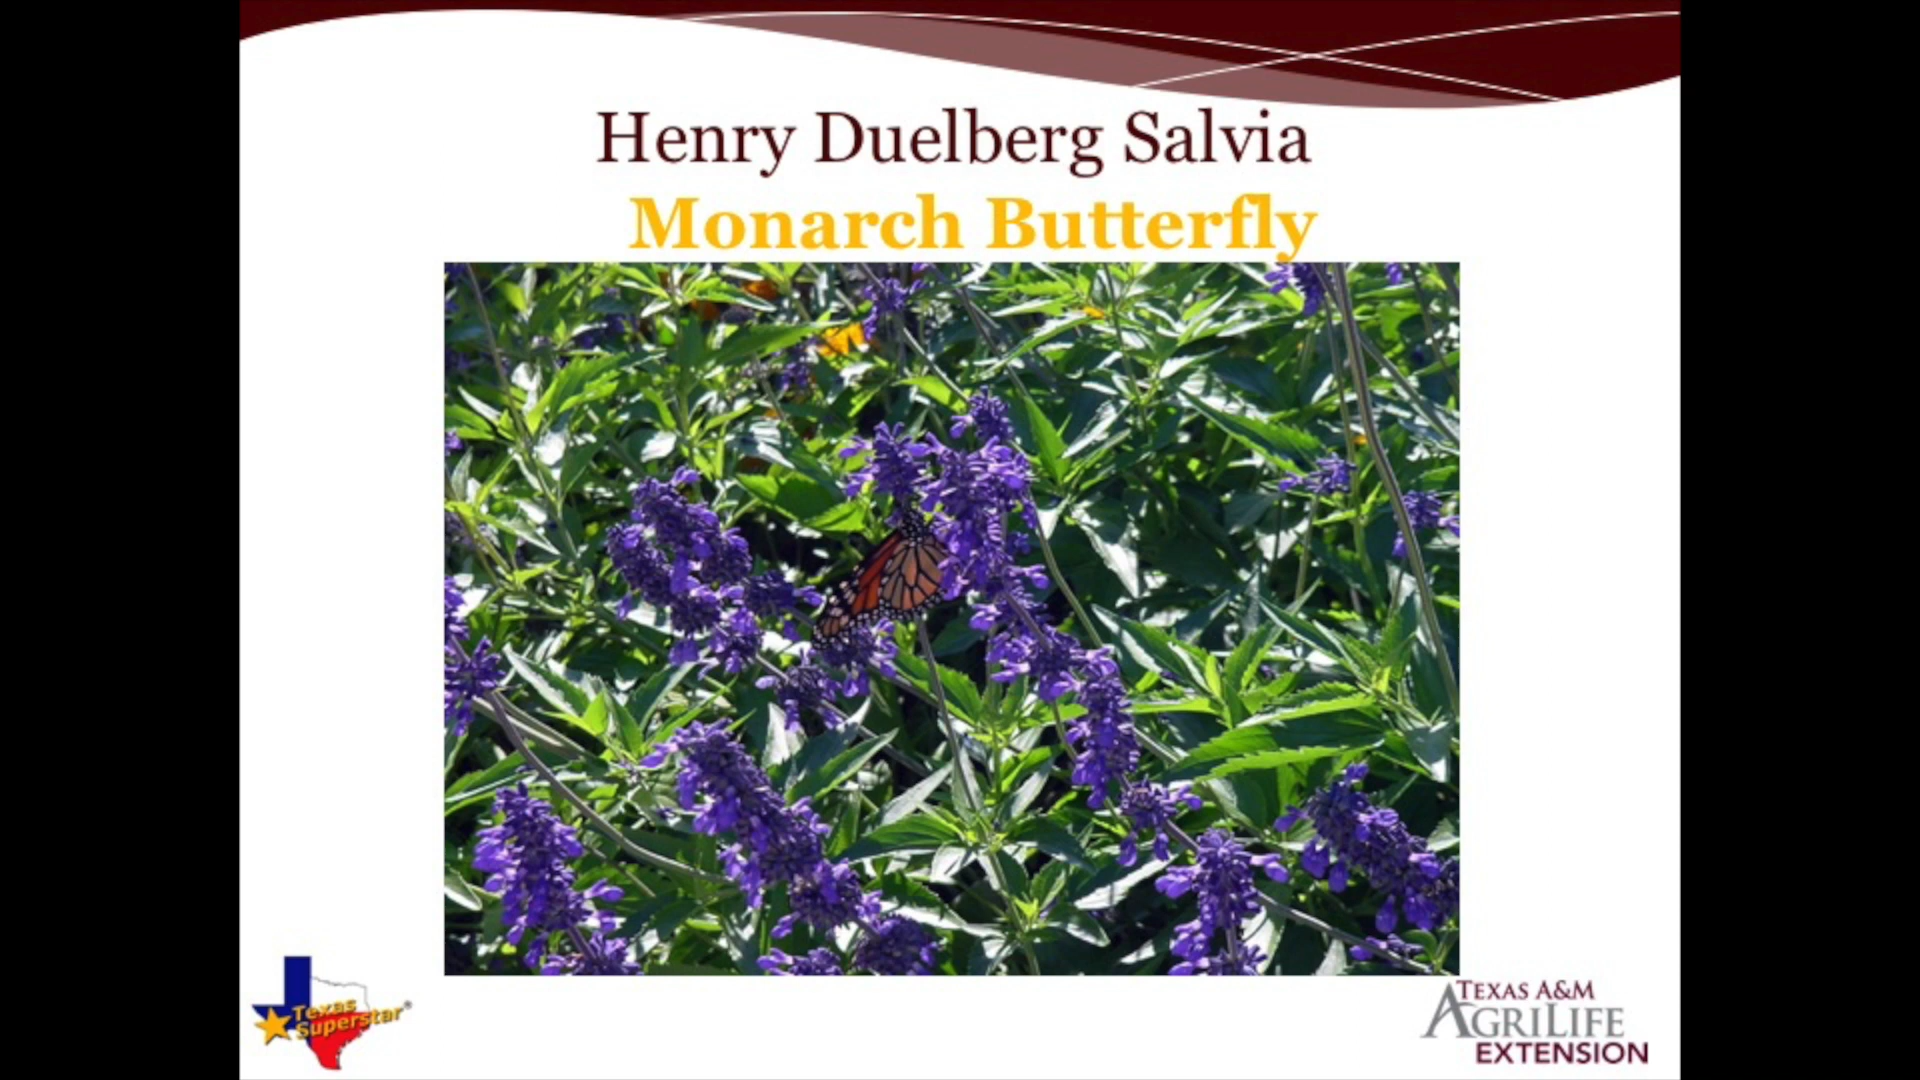 Henry Duelberg Salvia
Monarch Butterfly
Texas
Superstar®
TEXAS A&M
AGRILIFE
EXTENSION